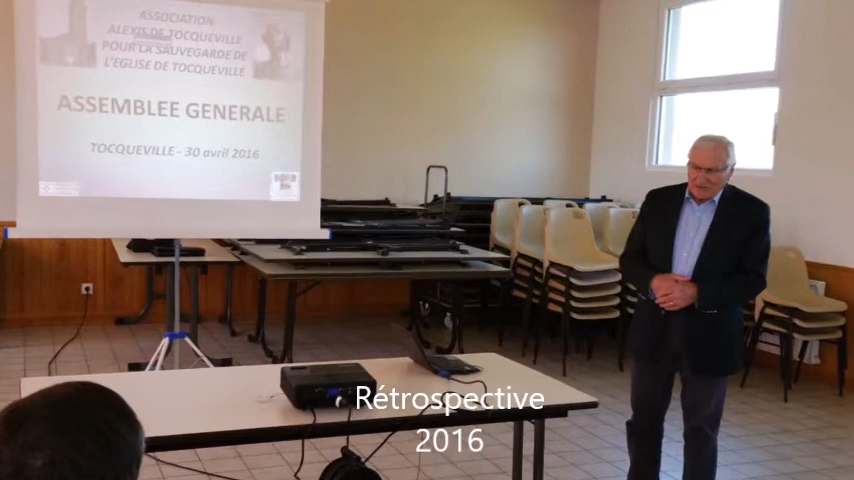 ASSOCIATION
ALEXIS DE TOCQUEVILLE
POUR LA SAUVEGARDE DE
L'EGLISE DE TOCQUEVILLE
ASSEMBLEE GENERALE
TOCQUEVILLE - 30 avril 2016
Rétrospective
2016